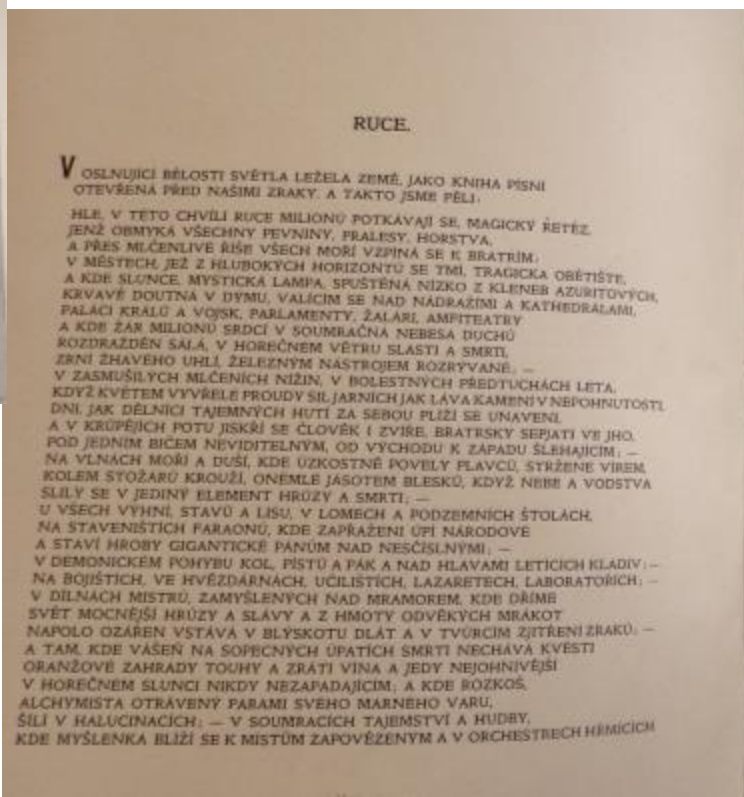 RUCE.
V OSLŇUJÍCÍ BĚLOSTI SVĚTLA LEŽELA ZEMĚ, JAKO KNIHA PÍSNÍ
OTEVŘENÁ PŘED NAŠIMI ZRAKY. A TAKTO JSME PĚLI:
HLE, V TÉTO CHVÍLI RUCE MILIONŮ POTKÁVAJÍ SE, MAGICKÝ ŘETĚZ,
JENŽ OBMYKÁ VŠECHNY PEVNINY, PRALESY, HORSTVA,
A PŘES MLČENLIVÉ ŘÍŠE VŠECH MOŘÍ VZPÍNÁ SE K BRATŘÍM:
V MĚSTECH, JEŽ Z HLUBOKÝCH HORIZONTŮ SE TMÍ, TRAGICKÁ OBĚTIŠTĚ,
A KDE SLUNCE, MYSTICKÁ LAMPA, SPUŠTĚNÁ NÍZKO Z KLENEB AZURITOVÝCH,
KRVAVĚ DOUTNÁ V DÝMU, VALÍCÍM SE NAD NÁDRAŽÍMI A KATHEDRÁLAMI,
PALÁCI KRÁLŮ A VOJSK, PARLAMENTY, ŽALÁŘI, AMFITEATRY
A KDE ŽÁR MILIONŮ SRDCÍ V SOUMRAČNÁ NEBESA DUCHŮ
ROZDRÁŽDĚN SÁLÁ, V HOREČNÉM VĚTRU SLASTI A SMRTI,
ZRNÍ ŽHAVÉHO UHLÍ, ŽELEZNÝM NÁSTROJEM ROZRÝVANÉ; —
V ZASMUŠILÝCH MLČENÍCH NÍŽIN, V BOLESTNÝCH PŘEDTUCHÁCH LÉTA,
KDYŽ KVĚTEM VYVŘELÉ PROUDY SIL JARNÍCH JAK LÁVA KAMENÍ V NEPOHNUTOSTI,
DNI, JAK DĚLNÍCI TAJEMNÝCH HUTÍ ZA SEBOU PLÍŽÍ SE UNAVENI,
A V KRŮPĚJÍCH POTU JISKŘÍ SE ČLOVĚK I ZVÍŘE, BRATRSKY SEPJATI VE JHO,
POD JEDNÍM BIČEM NEVIDITELNÝM, OD VÝCHODU K ZÁPADU ŠLEHAJÍCÍM; —
NA VLNÁCH MOŘÍ A DUŠÍ, KDE ÚZKOSTNÉ POVELY PLAVCŮ, STRŽENÉ VÍREM,
KOLEM STOŽÁRŮ KROUŽÍ, ONĚMLÉ JÁSOTEM BLESKŮ, KDYŽ NEBE A VODSTVA
SLILY SE V JEDINÝ ELEMENT HRŮZY A SMRTI; —
U VŠECH VÝHNÍ, STAVŮ A LISŮ, V LOMECH A PODZEMNÍCH ŠTOLÁCH,
NA STAVENIŠTÍCH FARAONŮ, KDE ZAPŘAŽENI ÚPÍ NÁRODOVÉ
A STAVÍ HROBY GIGANTICKÉ PÁNŮM NAD NESČÍSLNÝMI; —
V DÉMONICKÉM POHYBU KOL, PÍSTŮ A PÁK A NAD HLAVAMI LETÍCÍCH KLADIV; —
NA BOJIŠTÍCH, VE HVĚZDÁRNÁCH, UČILIŠTÍCH, LAZARETECH, LABORATOŘÍCH; —
V DÍLNÁCH MISTRŮ, ZAMYŠLENÝCH NAD MRAMOREM, KDE DŘÍME
SVĚT MOCNĚJŠÍ HRŮZY A SLÁVY A Z HMOTY ODVĚKÝCH MRÁKOT
NAPOLO OZÁŘEN VSTÁVÁ V BLÝSKOTU DLÁT A V TVŮRČÍM ZJITŘENÍ ZRAKŮ; —
A TAM, KDE VÁŠEŇ NA SOPEČNÝCH ÚPATÍCH SMRTI NECHÁVÁ KVÉSTI
ORANŽOVÉ ZAHRADY TOUHY A ZRÁTI VÍNA A JEDY NEJOHNIVĚJŠÍ
V HOREČNÉM SLUNCI NIKDY NEZAPADAJÍCÍM; A KDE ROZKOŠ,
ALCHYMISTA OTRÁVENÝ PARAMI SVÉHO MARNÉHO VARU,
ŠÍLÍ V HALUCINACÍCH; — V SOUMRACÍCH TAJEMSTVÍ A HUDBY,
KDE MYŠLENKA BLÍŽÍ SE K MÍSTŮM ZAPOVĚZENÝM A V ORCHESTRECH HŘMÍCÍCH